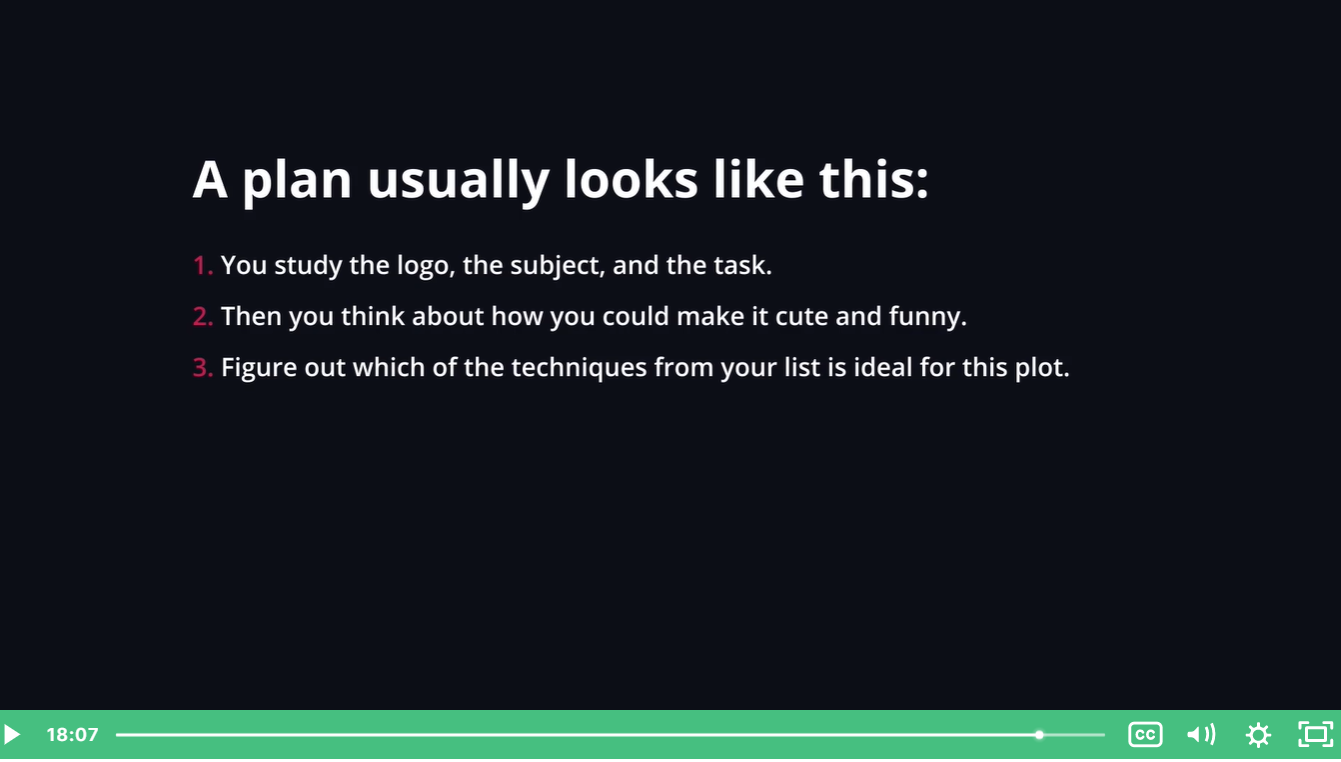 A plan usually looks like this:
1. You study the logo, the subject, and the task.
2. Then you think about how you could make it cute and funny.
3. Figure out which of the techniques from your list is ideal for this plot.
18:07
CC